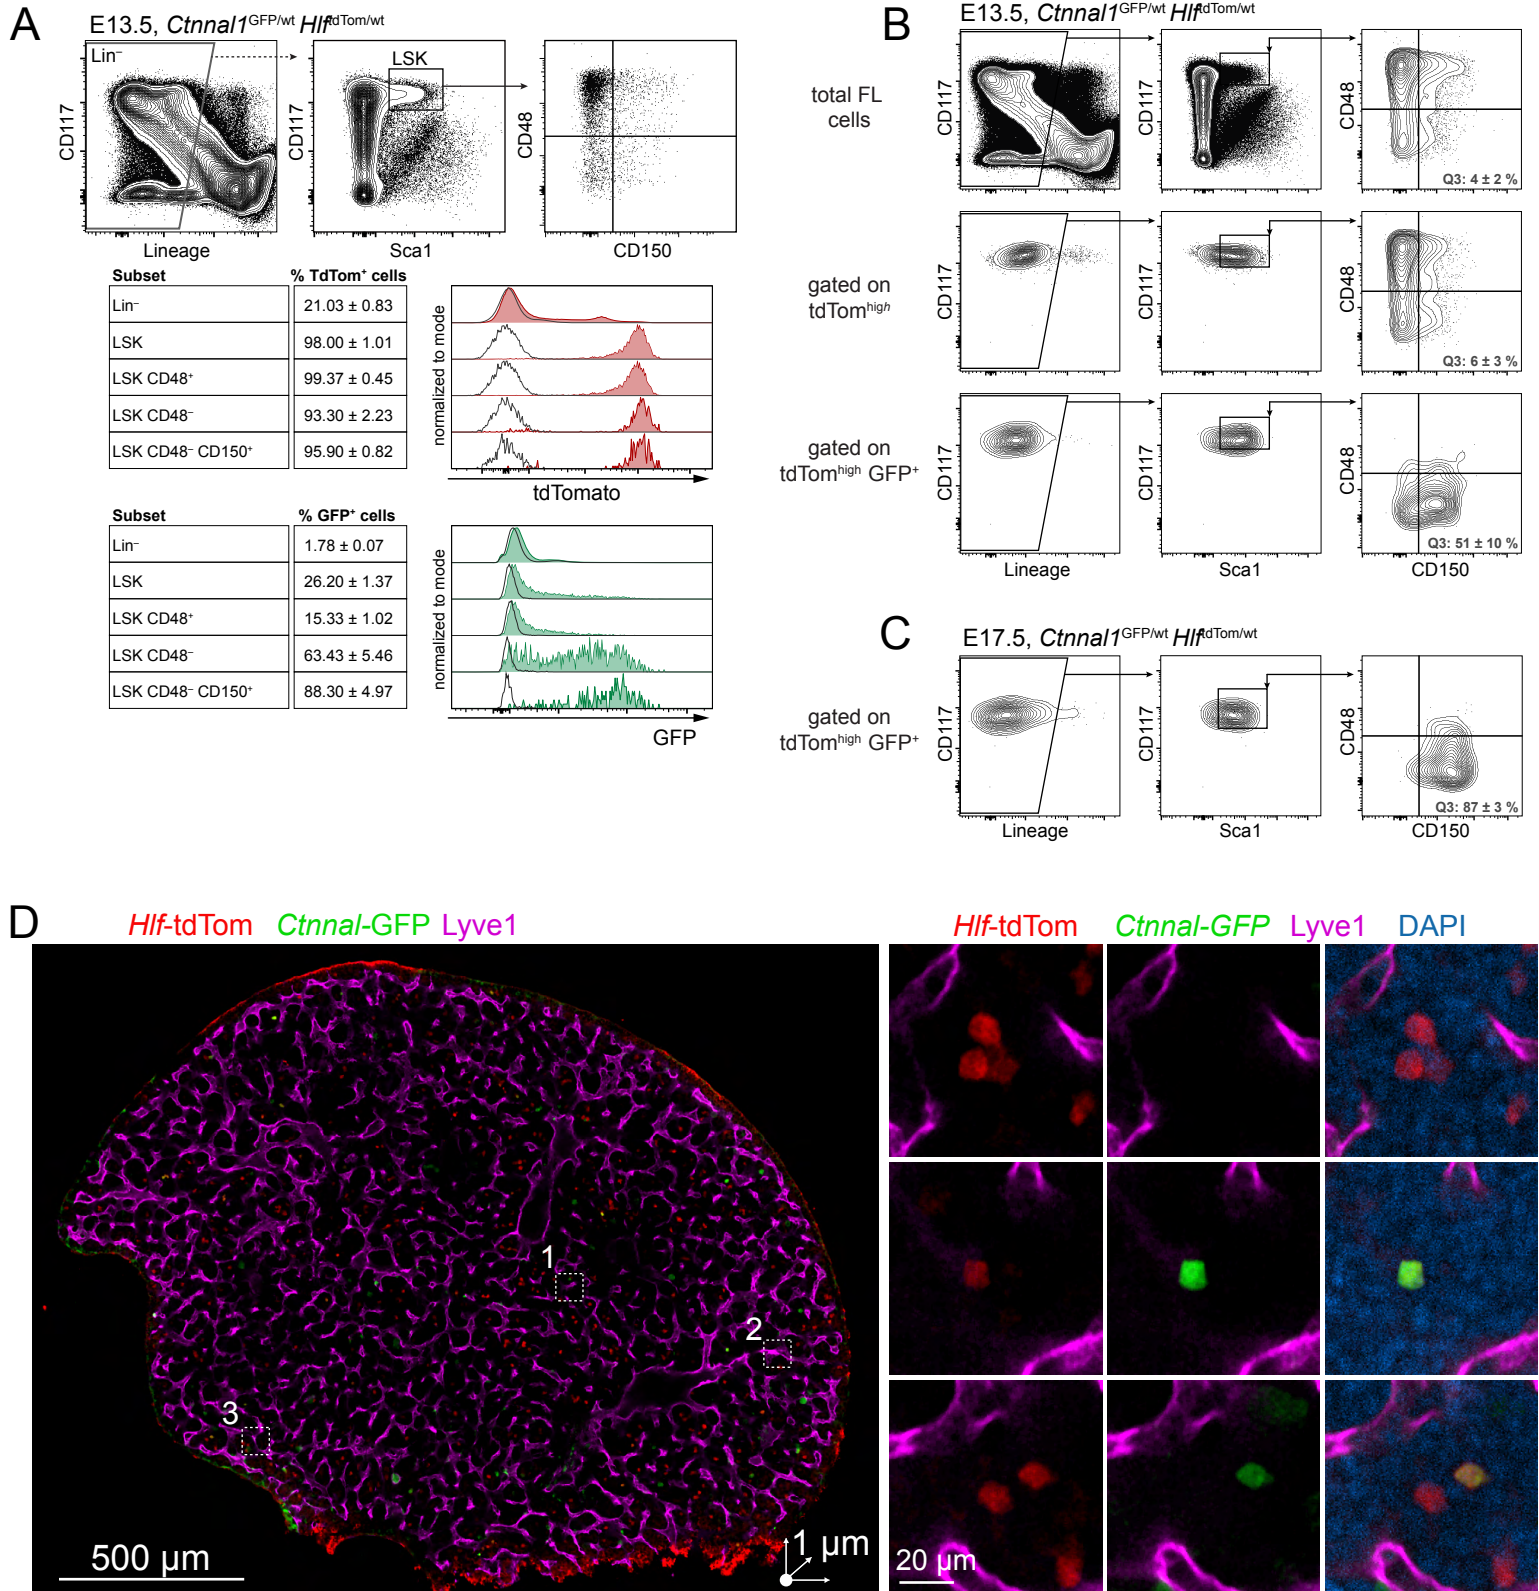 A
E13.5, Ctnnal1GFP/wt HlftdTom/wt
Lin–
CD117
Lineage
LSK
CD117
Sca1
CD48
CD150
Subset % TdTom+ cells
Lin– 21.03 ± 0.83
LSK 98.00 ± 1.01
LSK CD48+ 99.37 ± 0.45
LSK CD48– 93.30 ± 2.23
LSK CD48– CD150+ 95.90 ± 0.82
normalized to mode
tdTomato
Subset % GFP+ cells
Lin– 1.78 ± 0.07
LSK 26.20 ± 1.37
LSK CD48+ 15.33 ± 1.02
LSK CD48– 63.43 ± 5.46
LSK CD48– CD150+ 88.30 ± 4.97
normalized to mode
GFP
B
E13.5, Ctnnal1GFP/wt HlftdTom/wt
total FL
cells
CD117
CD117
CD48
Q3: 4 ± 2 %
gated on
tdTomhigh
CD117
CD117
CD48
Q3: 6 ± 3 %
gated on
tdTomhigh GFP+
CD117
CD117
CD48
Q3: 51 ± 10 %
Lineage
Sca1
CD150
C
E17.5, Ctnnal1GFP/wt HlftdTom/wt
gated on
tdTomhigh GFP+
CD117
CD117
CD48
Q3: 87 ± 3 %
Lineage
Sca1
CD150
D
Hlf-tdTom Ctnnal-GFP Lyve1
1
2
3
500 µm
1 µm
Hlf-tdTom Ctnnal-GFP Lyve1 DAPI
20 µm